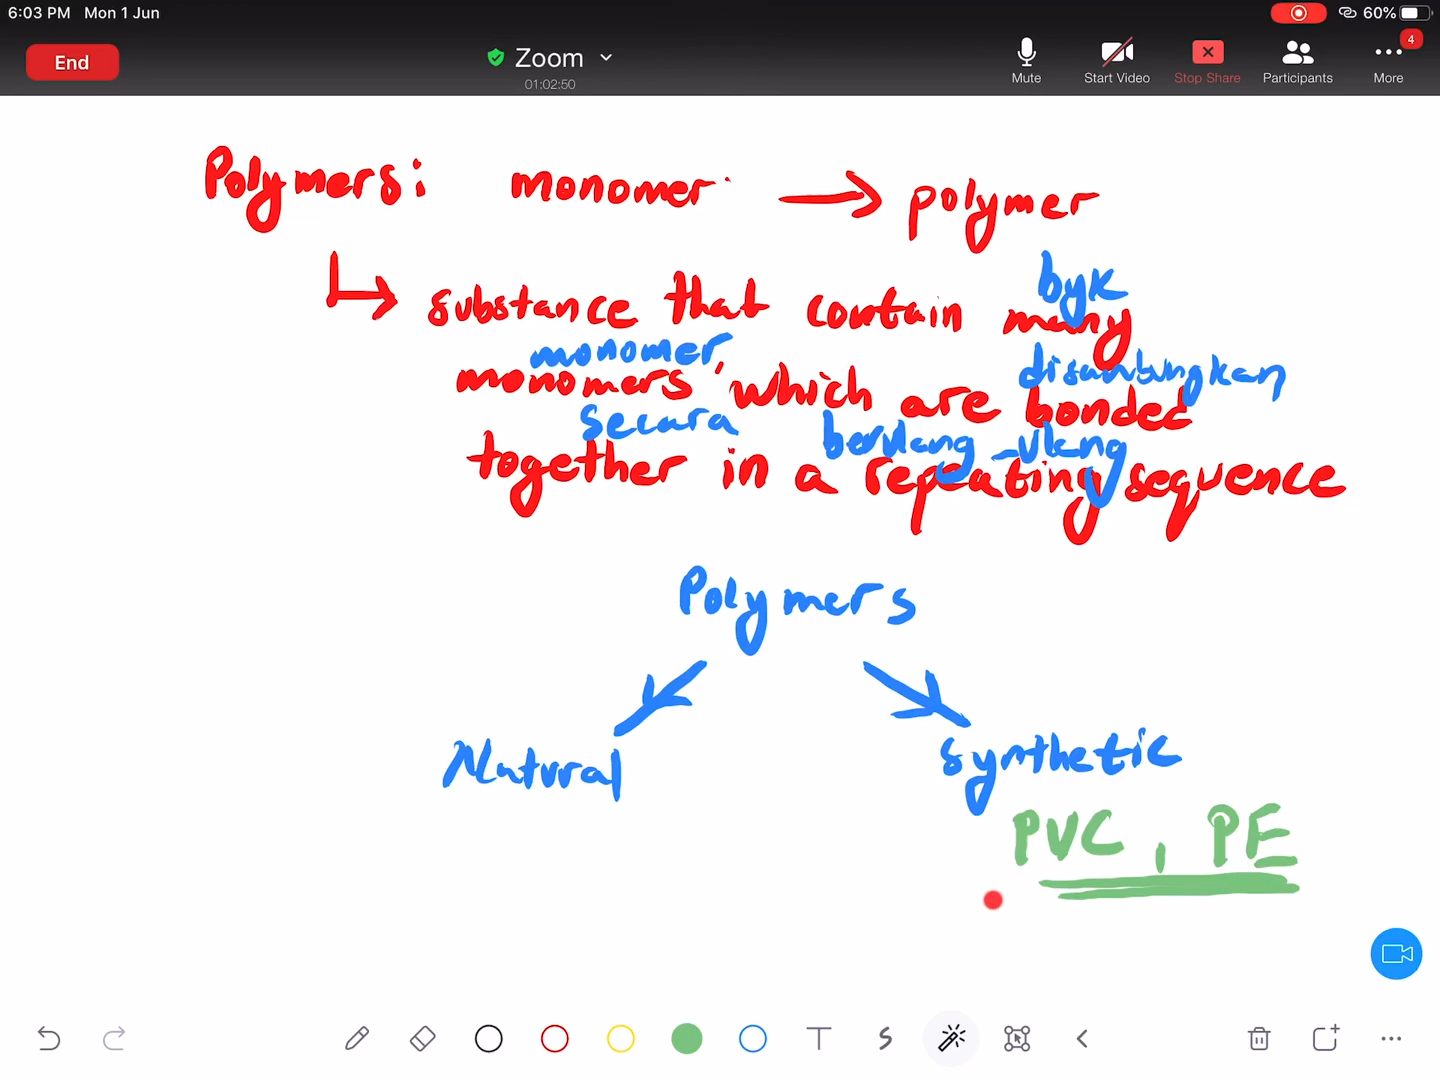 6:03 PM Mon 1 Jun
60%
End
Zoom
01:02:50
Mute
Start Video
Stop Share
Participants
More
4
Polymers: monomer → polymer
byk
↳ substance that contain many
monomer disambungkan
monomers, which are bonded
secara berulang-ulang
together in a repeating sequence
Polymers
Natural Synthetic
PVC, PE
T